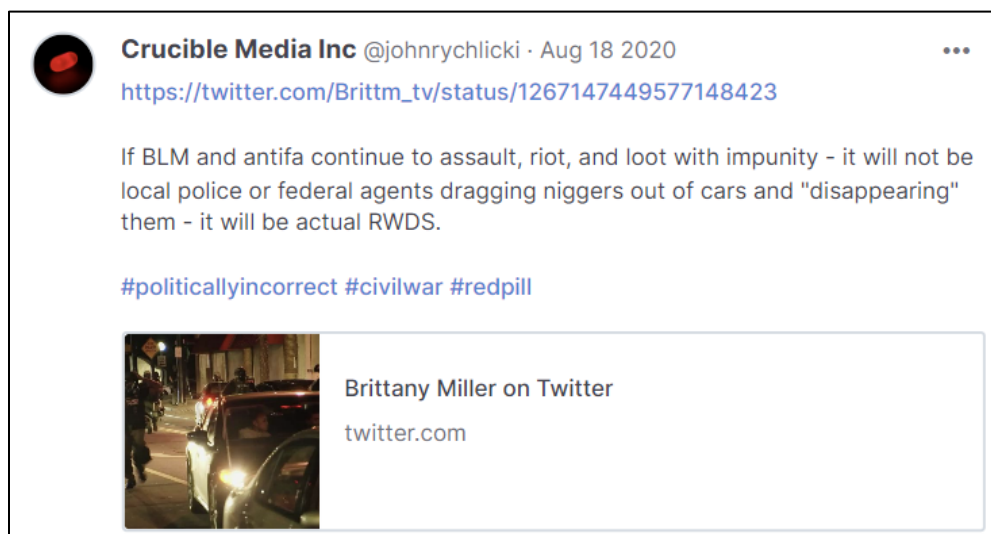 Crucible Media Inc @johnrychlicki · Aug 18 2020
https://twitter.com/Brittm_tv/status/1267147449577148423
If BLM and antifa continue to assault, riot, and loot with impunity - it will not be
local police or federal agents dragging niggers out of cars and "disappearing"
them - it will be actual RWDS.
#politicallyincorrect #civilwar #redpill
Brittany Miller on Twitter
twitter.com